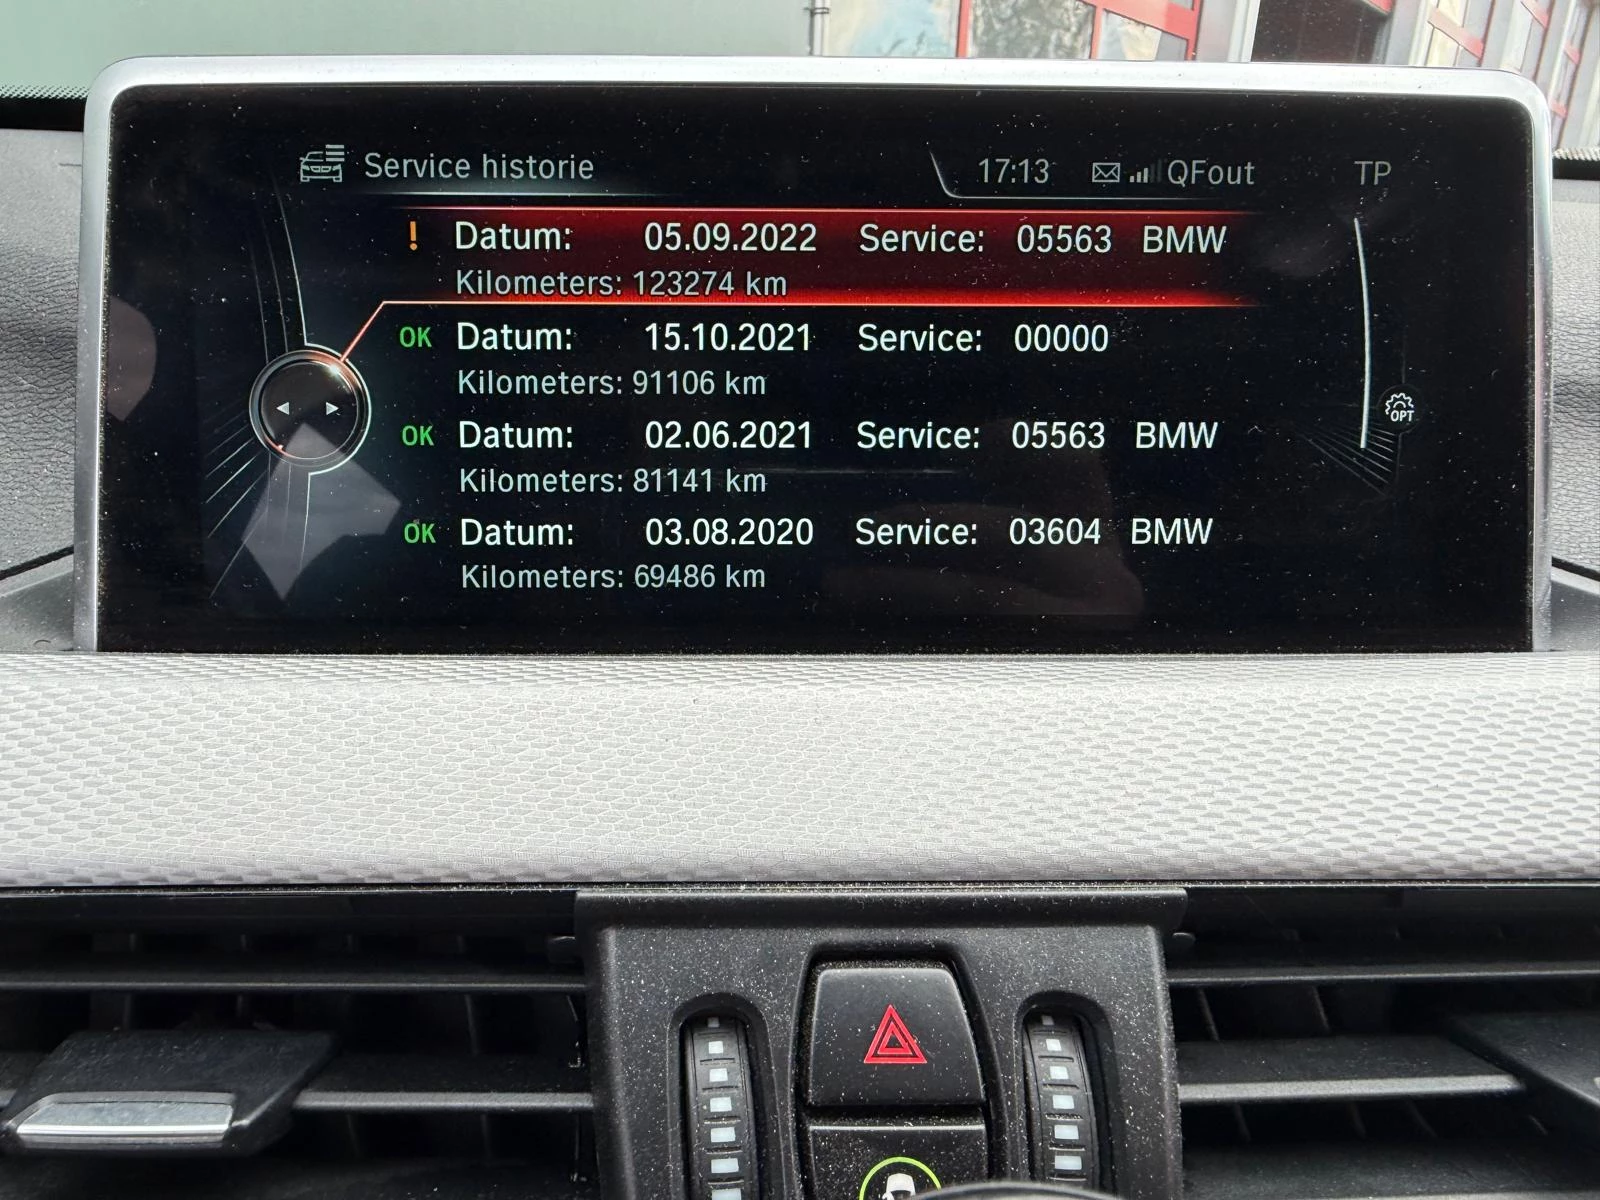 Service historie 17:13 QFout TP
! Datum: 05.09.2022 Service: 05563 BMW
Kilometers: 123274 km
OK Datum: 15.10.2021 Service: 00000
Kilometers: 91106 km
OK Datum: 02.06.2021 Service: 05563 BMW
Kilometers: 81141 km
OPT
OK Datum: 03.08.2020 Service: 03604 BMW
Kilometers: 69486 km